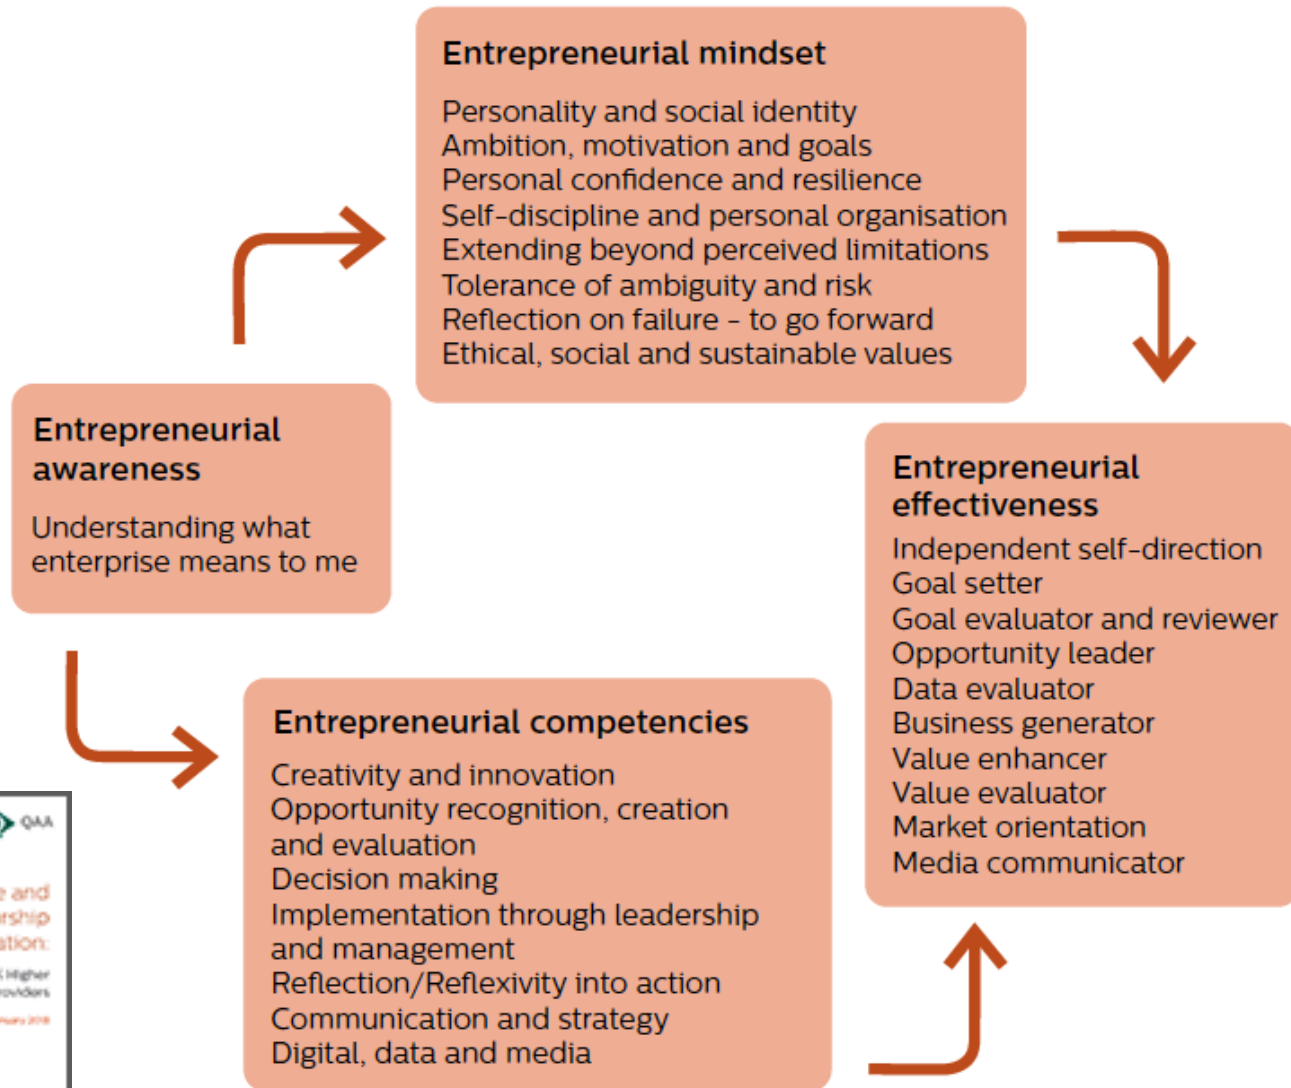 Entrepreneurial mindset
Personality and social identity
Ambition, motivation and goals
Personal confidence and resilience
Self-discipline and personal organisation
Extending beyond perceived limitations
Tolerance of ambiguity and risk
Reflection on failure - to go forward
Ethical, social and sustainable values
Entrepreneurial
awareness
Understanding what
enterprise means to me
Entrepreneurial
effectiveness
Independent self-direction
Goal setter
Goal evaluator and reviewer
Opportunity leader
Data evaluator
Business generator
Value enhancer
Value evaluator
Market orientation
Media communicator
Entrepreneurial competencies
Creativity and innovation
Opportunity recognition, creation
and evaluation
Decision making
Implementation through leadership
and management
Reflection/Reflexivity into action
Communication and strategy
Digital, data and media
QAA
and
Higher
2018